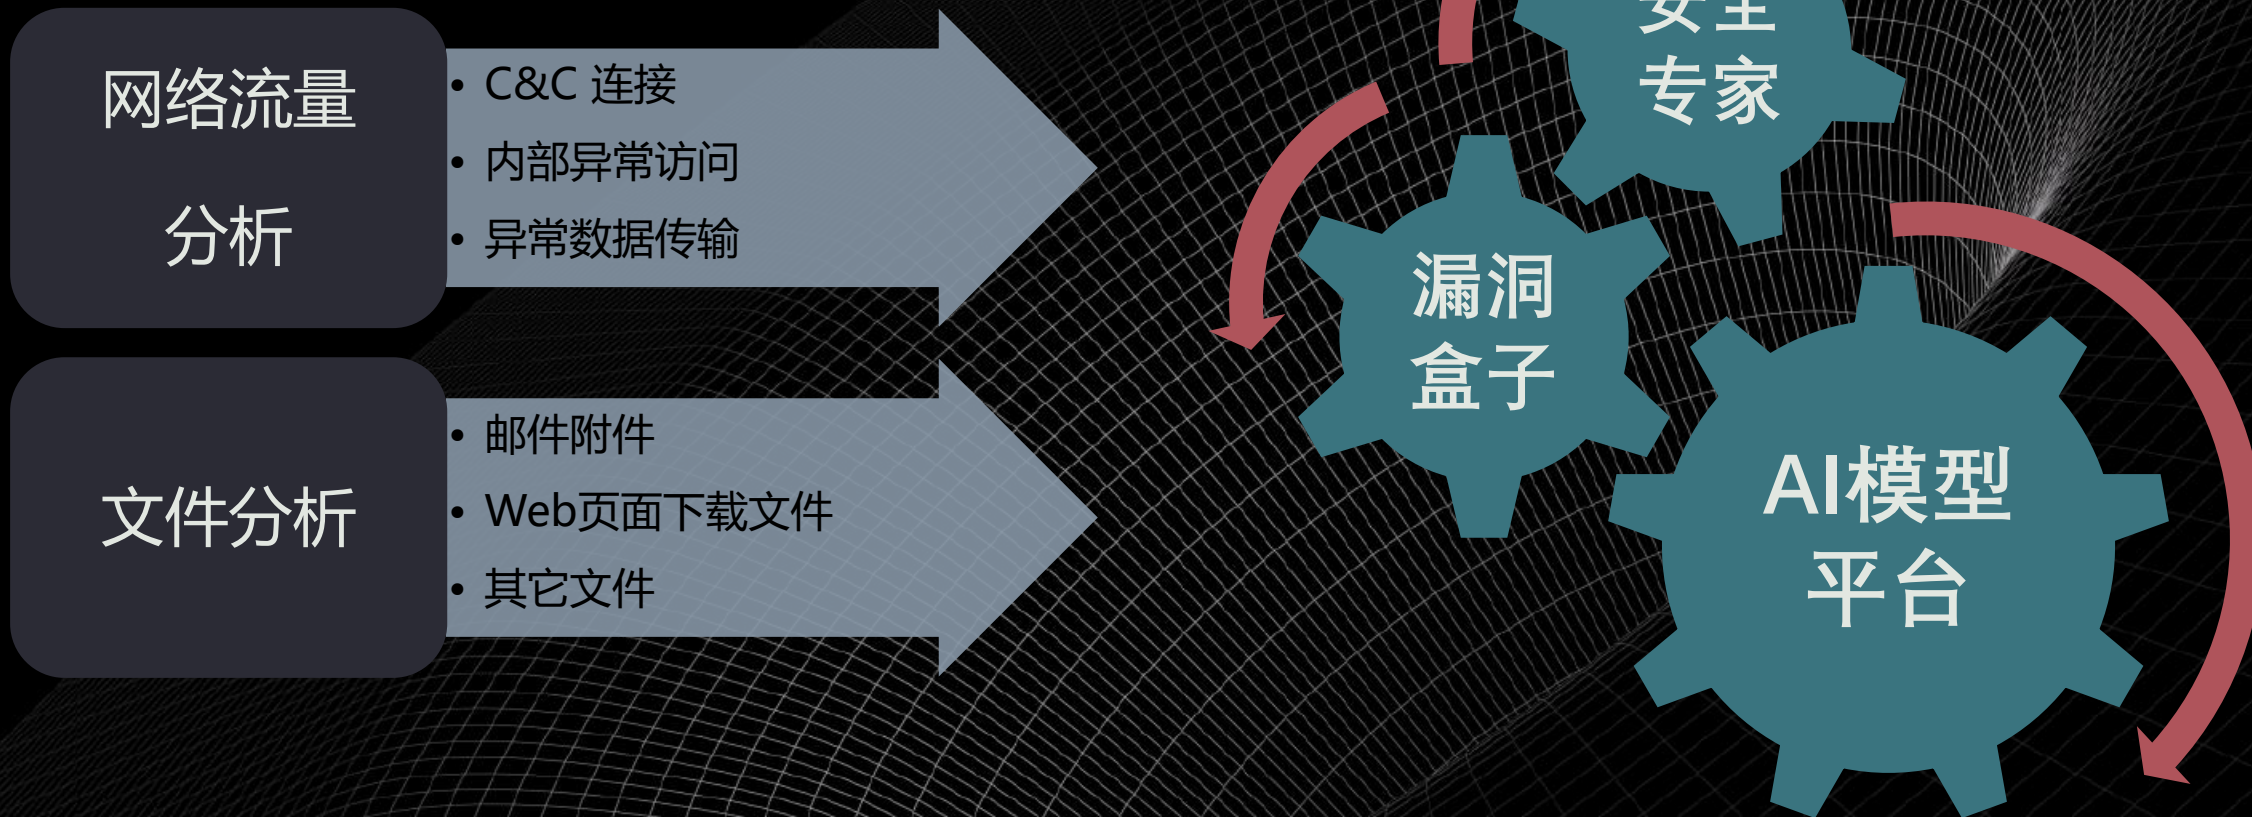 网络流量
分析
• C&C 连接
• 内部异常访问
• 异常数据传输
文件分析
• 邮件附件
• Web页面下载文件
• 其它文件
安全
专家
漏洞
盒子
AI模型
平台